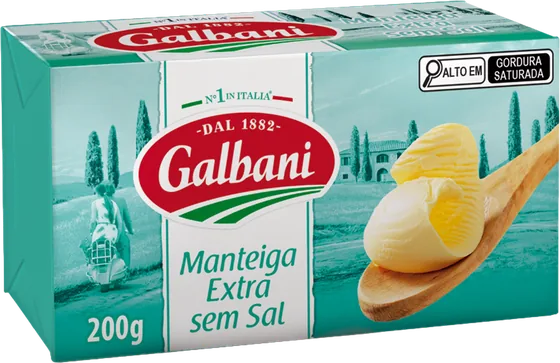 Galbani
ALTO EM
GORDURA
SATURADA
Nº1 IN ITALIA
DAL 1882
Galbani
Manteiga
Extra
sem Sal
200g